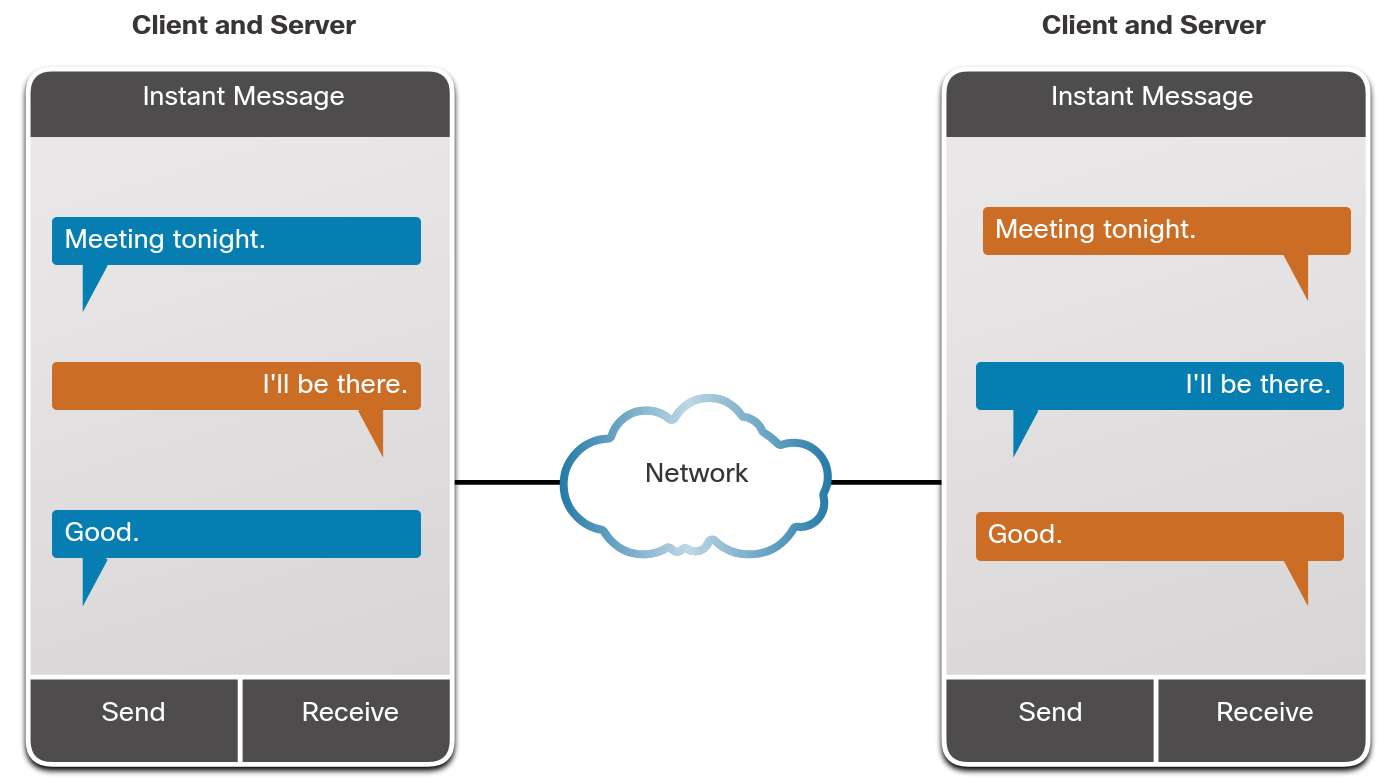 Client and Server
Instant Message
Meeting tonight.
I'll be there.
Good.
Send
Receive
Network
Client and Server
Instant Message
Meeting tonight.
I'll be there.
Good.
Send
Receive